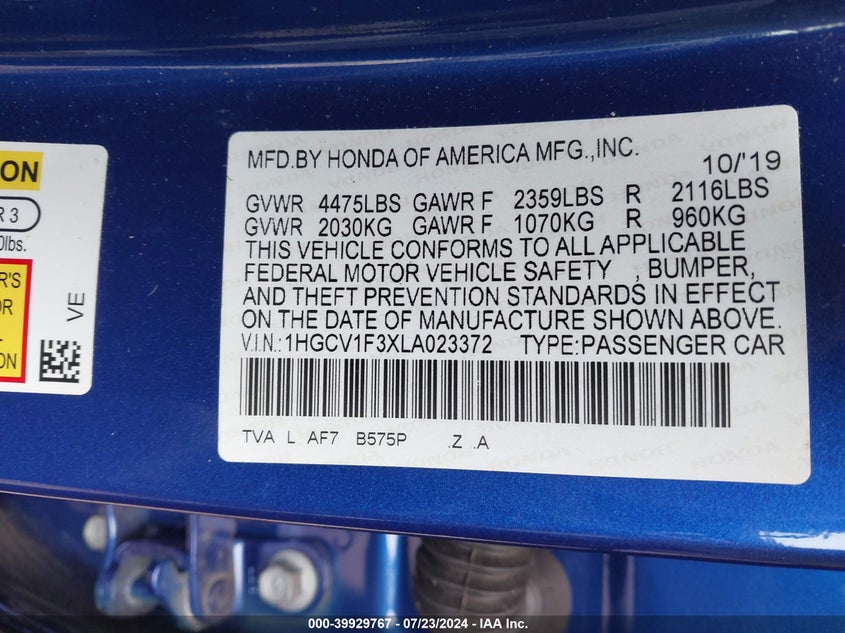 ON
R 3
0lbs.
R'S
OR
ON
VE
MFD.BY HONDA OF AMERICA MFG.,INC. 10/'19
GVWR 4475LBS GAWR F 2359LBS R 2116LBS
GVWR 2030KG GAWR F 1070KG R 960KG
THIS VEHICLE CONFORMS TO ALL APPLICABLE
FEDERAL MOTOR VEHICLE SAFETY , BUMPER,
AND THEFT PREVENTION STANDARDS IN EFFECT
ON THE DATE OF MANUFACTURE SHOWN ABOVE.
V.I.N.:1HGCV1F3XLA023372 TYPE:PASSENGER CAR
TVA L AF7 B575P .Z .A
000-39929767 / 07/23/2024 - IAA Inc.